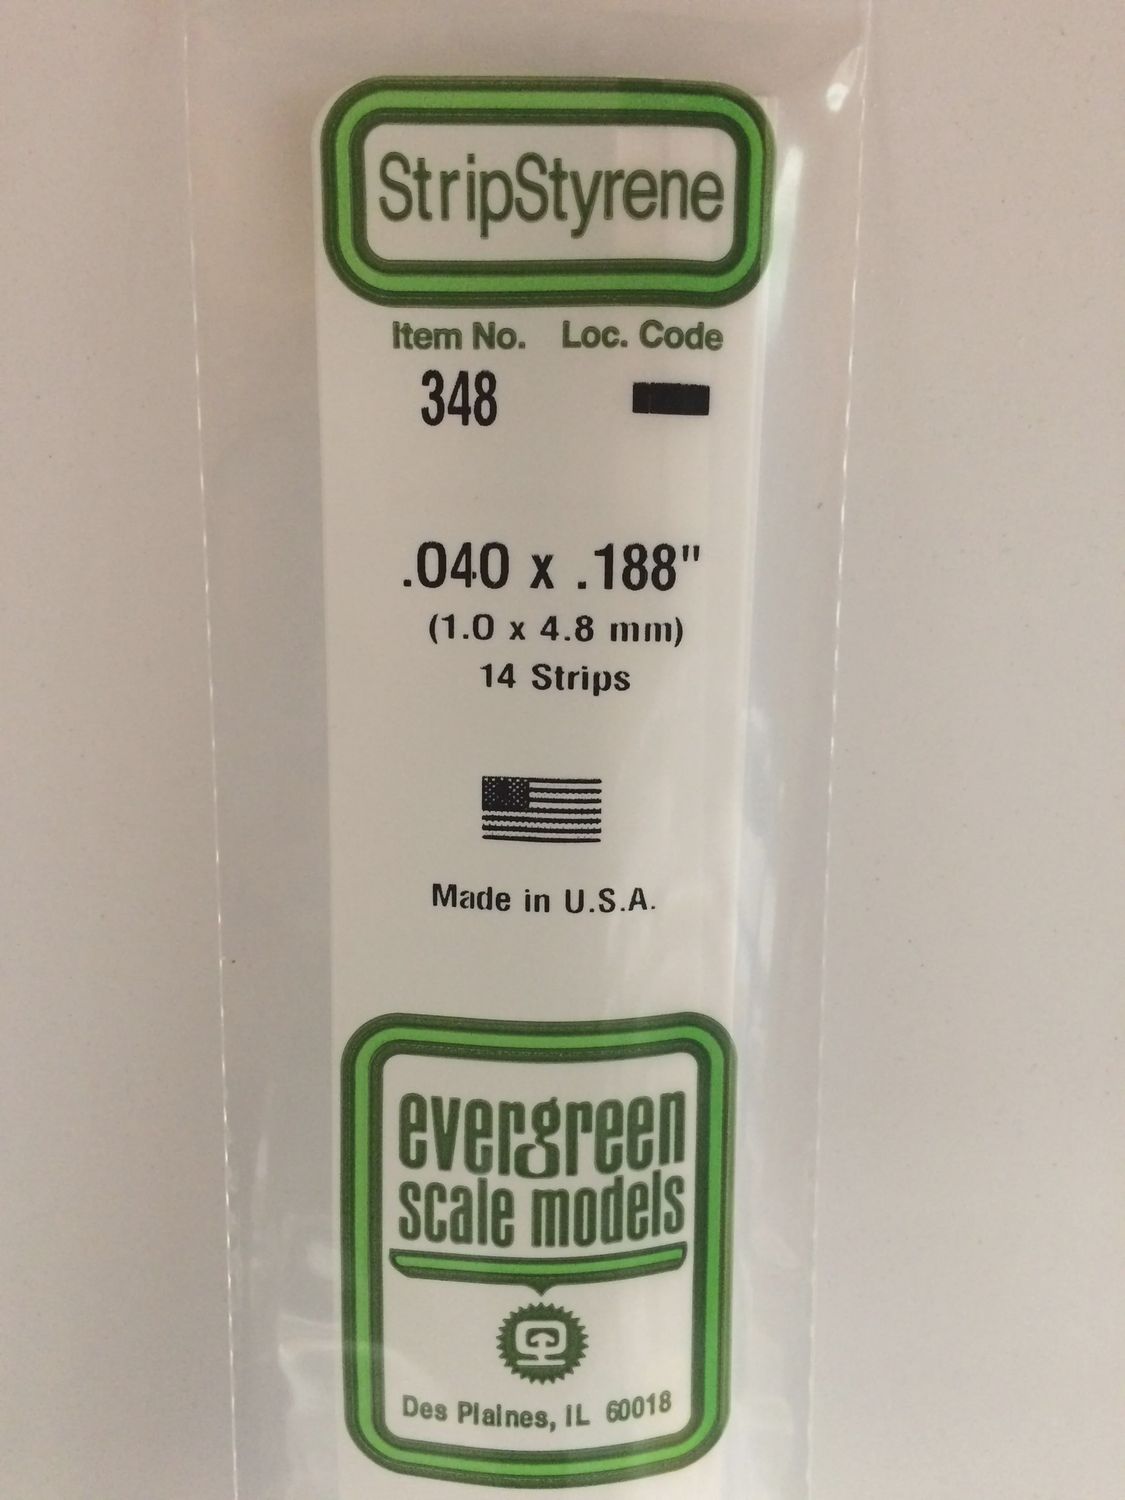 StripStyrene
Item No. Loc. Code
348
.040 x .188"
(1.0 x 4.8 mm)
14 Strips
Made in U.S.A.
evergreen
scale models
Des Plaines, IL 60018